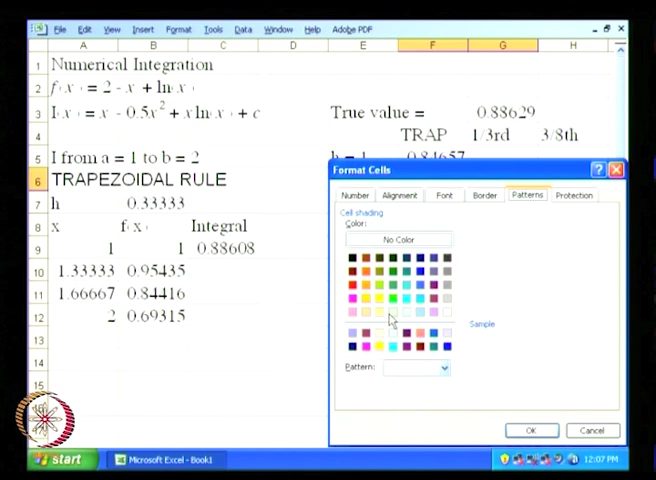 File Edit View Insert Format Tools Data Window Help Adobe PDF
A B C D E F G H
1 Numerical Integration
2 f(x) = 2 - x + ln(x)
3 I(x) = x - 0.5x² + x ln(x) + c True value = 0.88629
4 TRAP 1/3rd 3/8th
5 I from a = 1 to b = 2 h = 1 0.84657
6 TRAPEZOIDAL RULE
7 h 0.33333
8 x f(x) Integral
9 1 1 0.88608
10 1.33333 0.95435
11 1.66667 0.84416
12 2 0.69315
13
14
15
Format Cells
Number Alignment Font Border Patterns Protection
Cell shading
Color:
No Color
Sample
Pattern:
OK Cancel
start Microsoft Excel - Book1 12:07 PM